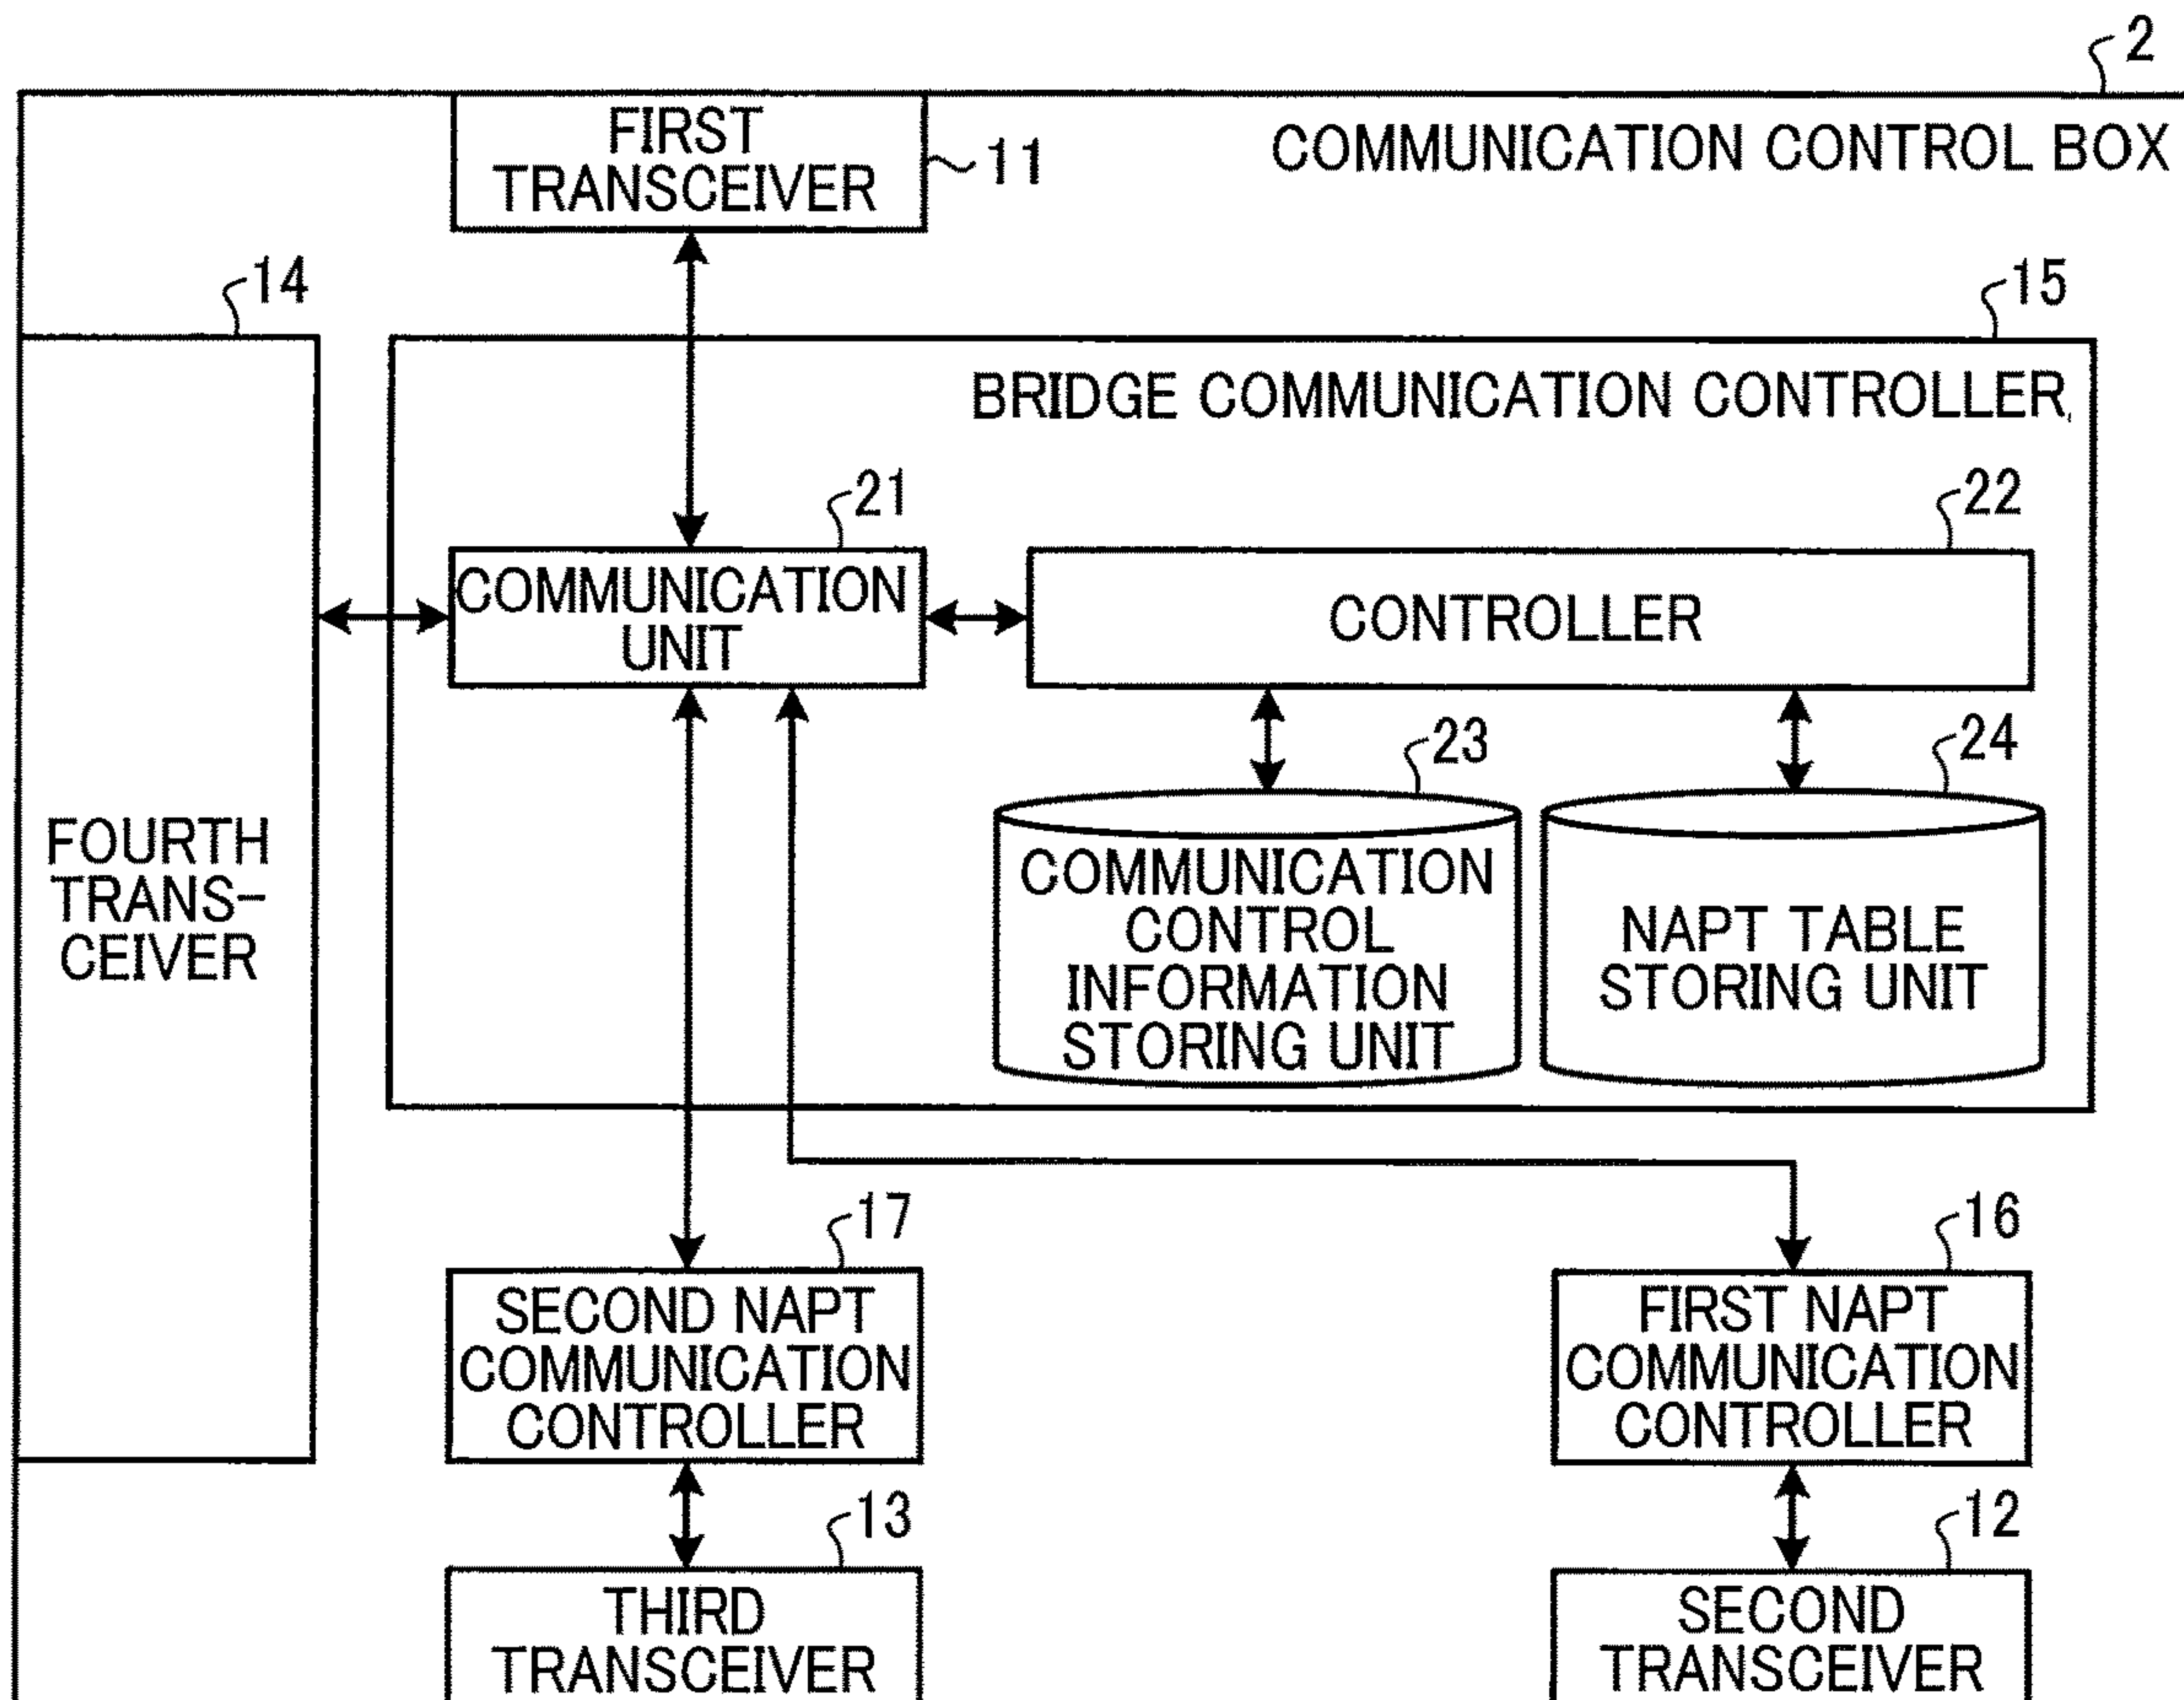 2
FIRST
TRANSCEIVER
11
COMMUNICATION CONTROL BOX
14
15
BRIDGE COMMUNICATION CONTROLLER
21
22
COMMUNICATION
UNIT
CONTROLLER
23
24
FOURTH
TRANS-
CEIVER
COMMUNICATION
CONTROL
INFORMATION
STORING UNIT
NAPT TABLE
STORING UNIT
17
16
SECOND NAPT
COMMUNICATION
CONTROLLER
FIRST NAPT
COMMUNICATION
CONTROLLER
13
12
THIRD
TRANSCEIVER
SECOND
TRANSCEIVER